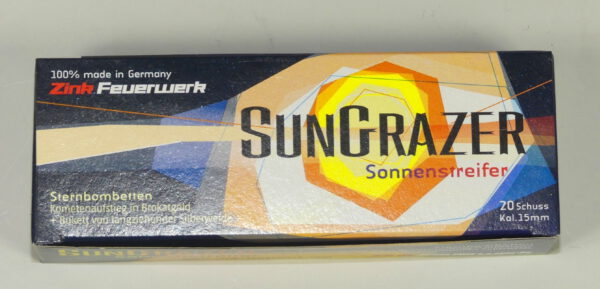 100% made in Germany
Zink Feuerwerk
SUNGRAZER
Sonnenstreifer
Sternbombetten
Kometenaufstieg in Brokatgold
+ Bukett von langziehender Silberweide
20 Schuss
Kal. 15mm